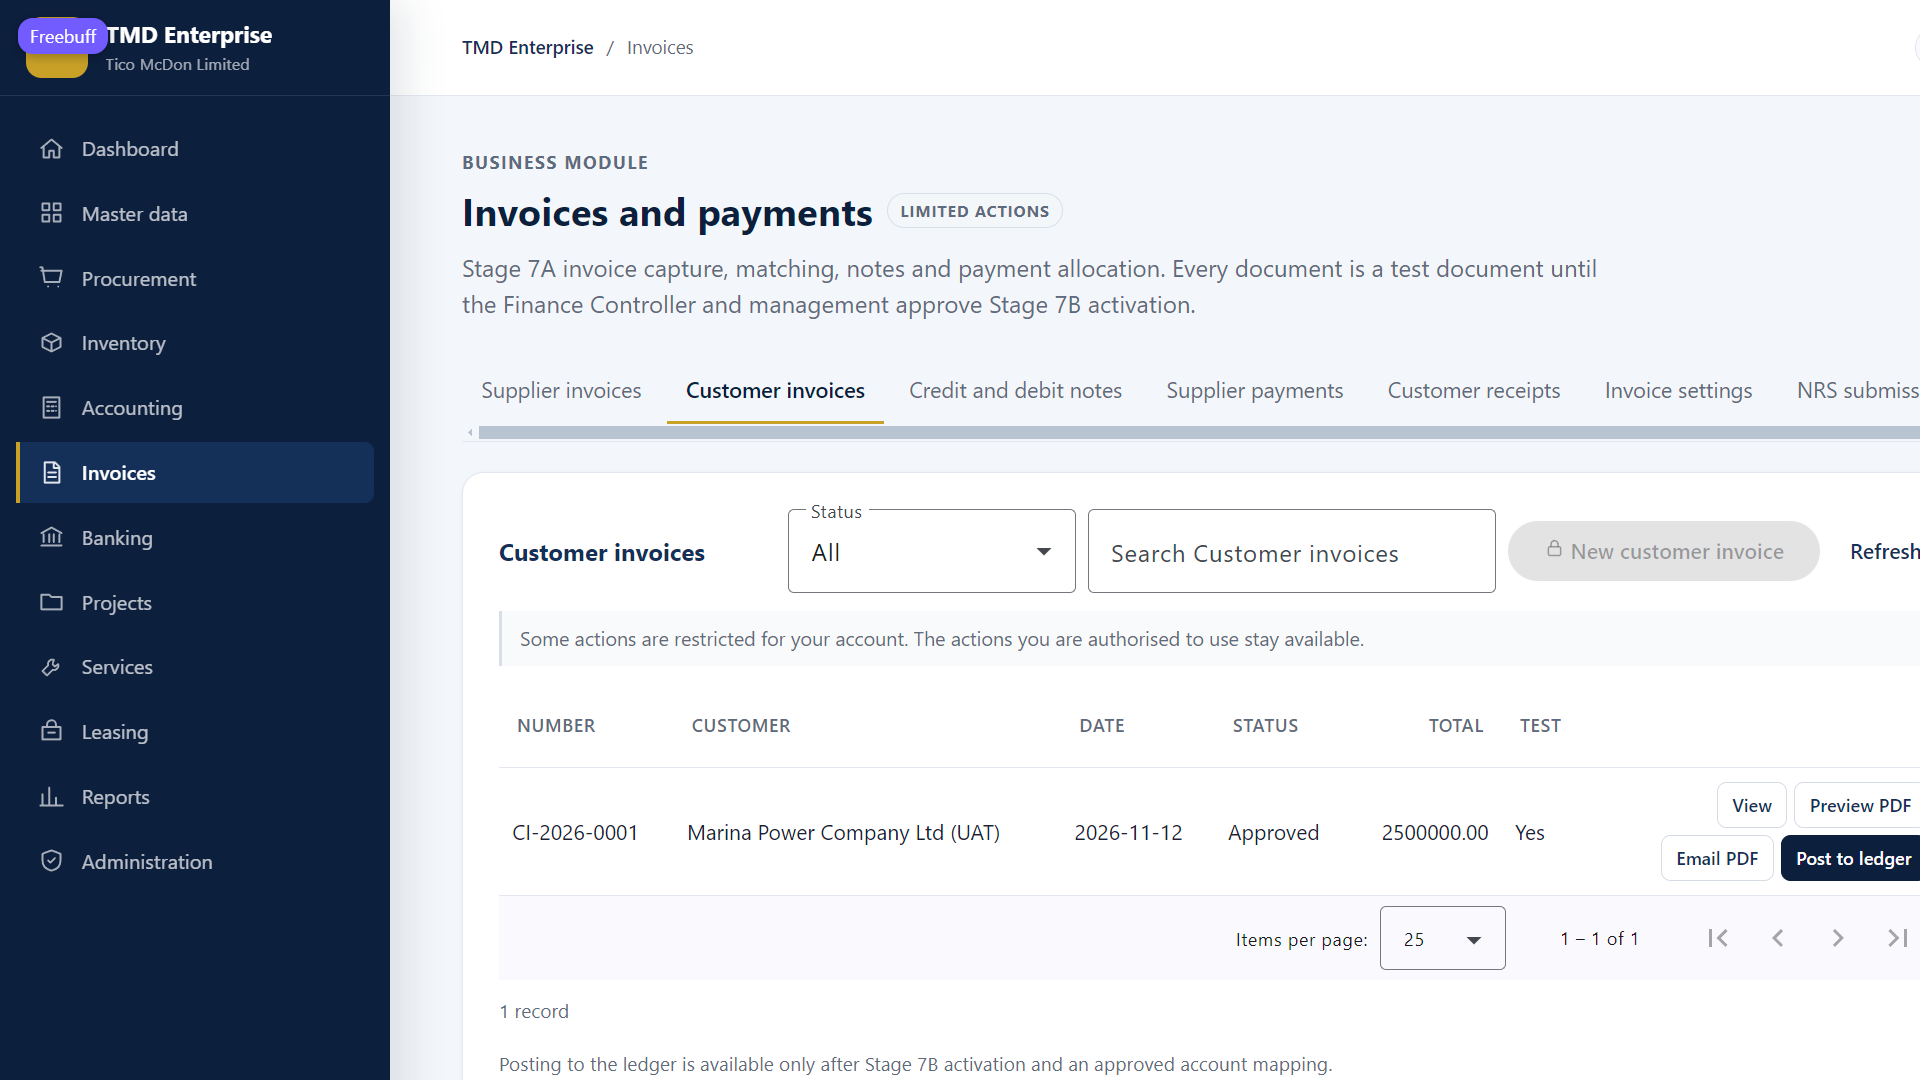 Freebuff
TMD Enterprise
Tico McDon Limited
Dashboard
Master data
Procurement
Inventory
Accounting
Invoices
Banking
Projects
Services
Leasing
Reports
Administration
TMD Enterprise / Invoices
BUSINESS MODULE
Invoices and payments LIMITED ACTIONS
Stage 7A invoice capture, matching, notes and payment allocation. Every document is a test document until
the Finance Controller and management approve Stage 7B activation.
Supplier invoices Customer invoices Credit and debit notes Supplier payments Customer receipts Invoice settings NRS submiss
Customer invoices
Status
All
Search Customer invoices
New customer invoice
Refresh
Some actions are restricted for your account. The actions you are authorised to use stay available.
NUMBER CUSTOMER DATE STATUS TOTAL TEST
CI-2026-0001 Marina Power Company Ltd (UAT) 2026-11-12 Approved 2500000.00 Yes
View Preview PDF
Email PDF Post to ledger
Items per page: 25 1 – 1 of 1
1 record
Posting to the ledger is available only after Stage 7B activation and an approved account mapping.